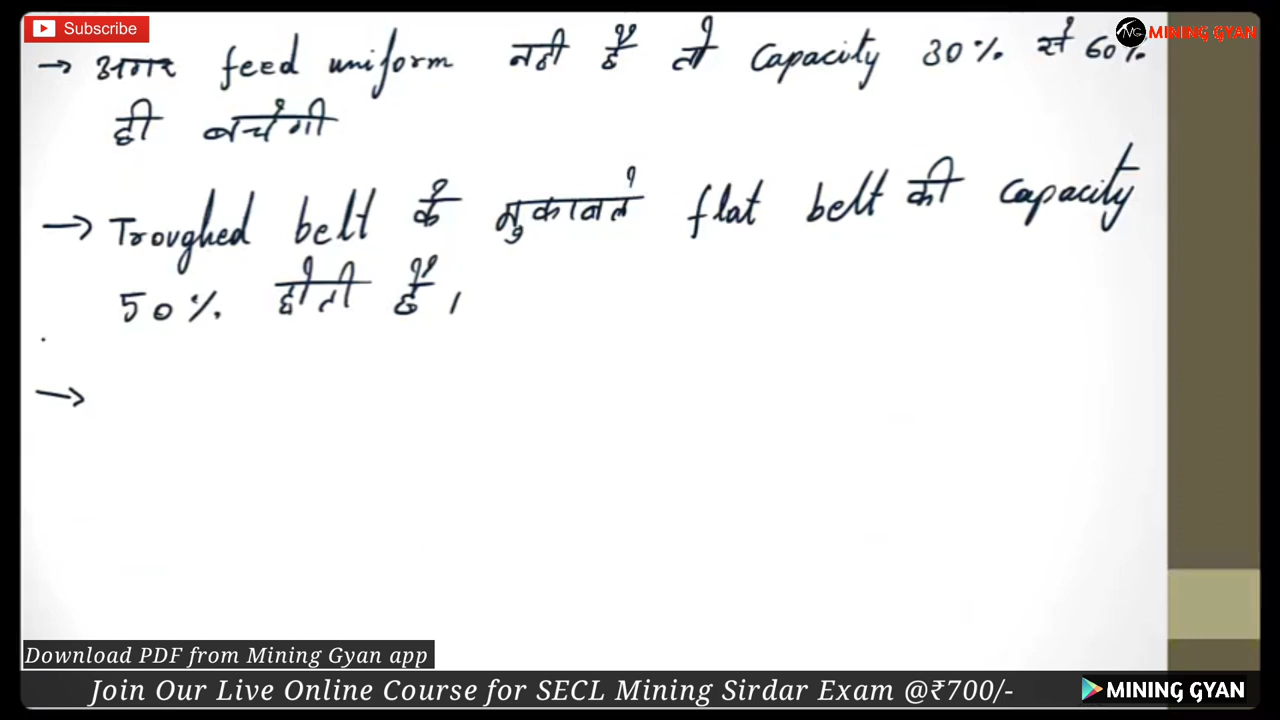 Subscribe
MINING GYAN
→ अगर feed uniform नही है तो Capacity 30% से 60%
ही बचेगी
→ Troughed belt के मुकाबले flat belt की capacity
50% होती है।
→
Download PDF from Mining Gyan app
Join Our Live Online Course for SECL Mining Sirdar Exam @₹700/-
MINING GYAN